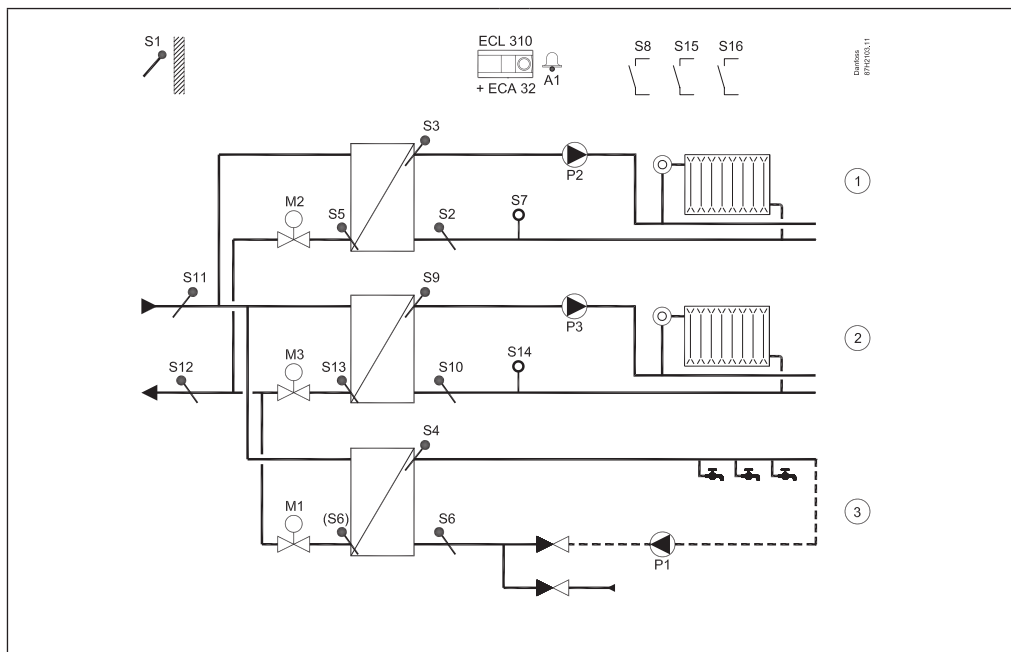 S1
ECL 310
A1
+ ECA 32
S8 S15 S16
Danfoss
87H2103.11
S3
P2
1
M2
S5
S2
S7
S11
S9
P3
2
S12
M3
S13
S10
S14
S4
3
M1
(S6)
S6
P1